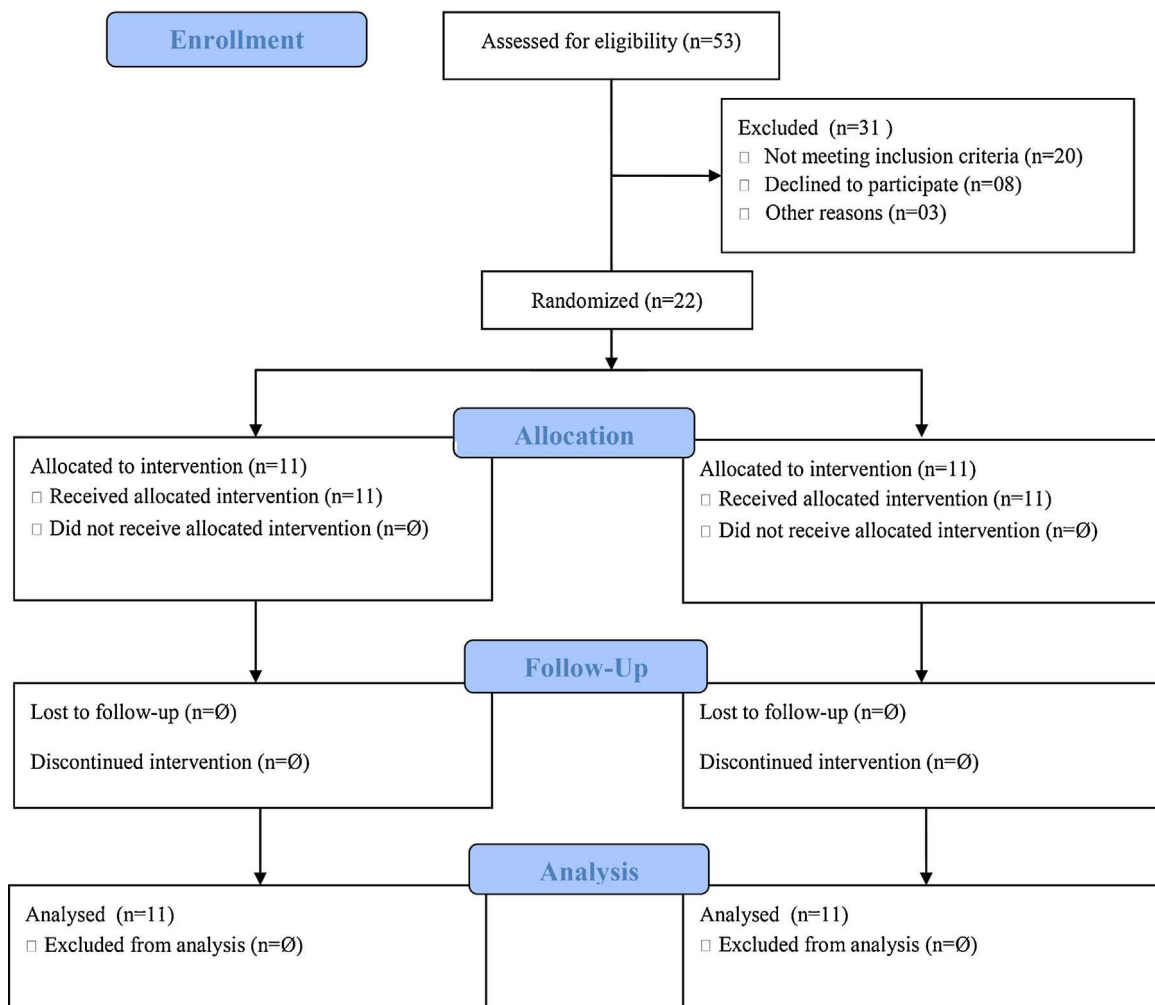 Enrollment
Assessed for eligibility (n=53)
Excluded  (n=31 )
□ Not meeting inclusion criteria (n=20)
□ Declined to participate (n=08)
□ Other reasons (n=03)
Randomized (n=22)
Allocation
Allocated to intervention (n=11)
□ Received allocated intervention (n=11)
□ Did not receive allocated intervention (n=Ø)
Allocated to intervention (n=11)
□ Received allocated intervention (n=11)
□ Did not receive allocated intervention (n=Ø)
Follow-Up
Lost to follow-up (n=Ø)
Discontinued intervention (n=Ø)
Lost to follow-up (n=Ø)
Discontinued intervention (n=Ø)
Analysis
Analysed  (n=11)
□ Excluded from analysis (n=Ø)
Analysed  (n=11)
□ Excluded from analysis (n=Ø)